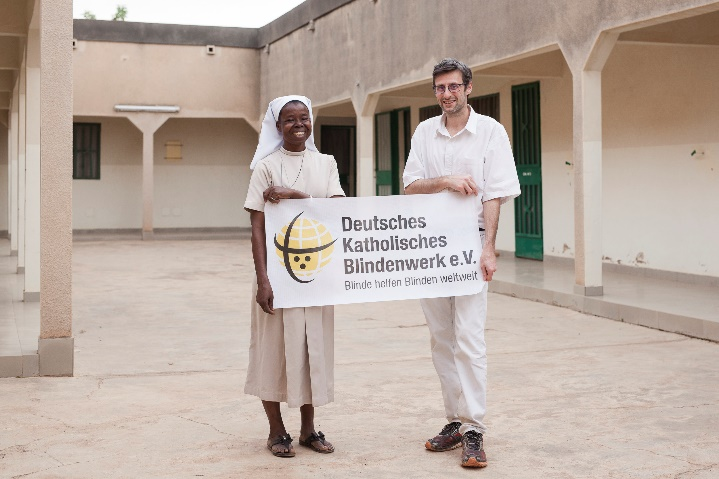 Deutsches
Katholisches
Blindenwerk e.V.
Blinde helfen Blinden weltweit